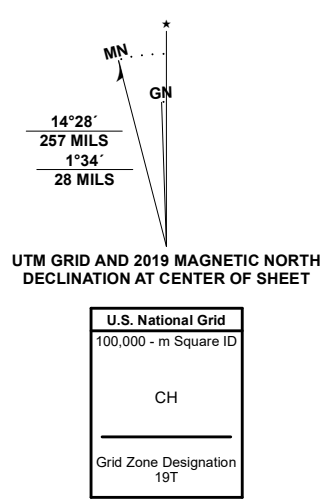 ★
MN
GN
14°28´
257 MILS
1°34´
28 MILS
UTM GRID AND 2019 MAGNETIC NORTH
DECLINATION AT CENTER OF SHEET
U.S. National Grid
100,000 - m Square ID
CH
Grid Zone Designation
19T